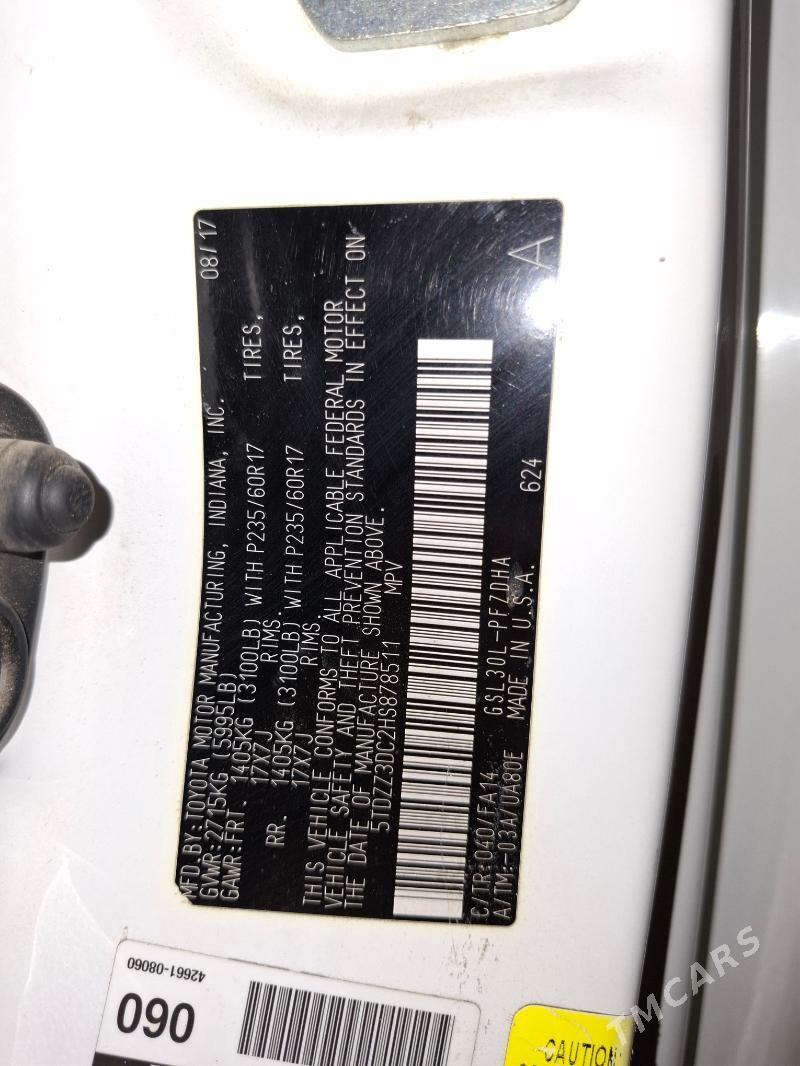 MFD.BY:TOYOTA MOTOR MANUFACTURING, INDIANA, INC. 08/17
GVWR:2715KG (5995LB)
GAWR:FRT. 1405KG (3100LB) WITH P235/60R17 TIRES,
17X7J RIMS.
RR. 1405KG (3100LB) WITH P235/60R17 TIRES,
17X7J RIMS
THIS VEHICLE CONFORMS TO ALL APPLICABLE FEDERAL MOTOR
VEHICLE SAFETY AND THEFT PREVENTION STANDARDS IN EFFECT ON
THE DATE OF MANUFACTURE SHOWN ABOVE.
5TDZZ3DC2HS878511 MPV
A
C/TR:040/FA14 GSL30L-PFZDHA 624
A/TM:-03A/UA80E MADE IN U.S.A.
42661-08060
060
CAUTION:
TMCARS